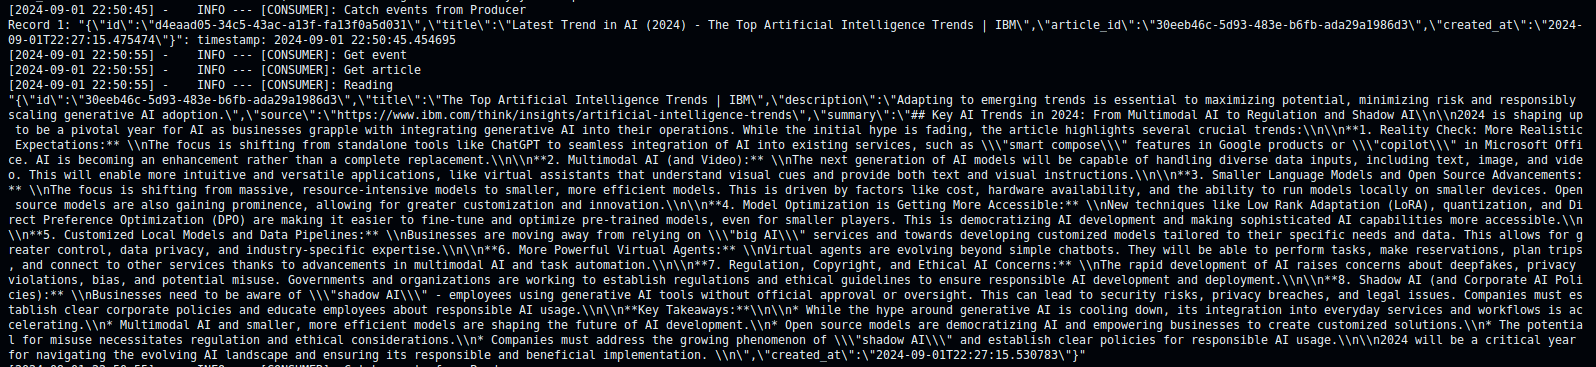 [2024-09-01 22:50:45] -    INFO --- [CONSUMER]: Catch events from Producer
Record 1: "{\"id\":\"d4eaad05-34c5-43ac-a13f-fa13f0a5d031\",\"title\":\"Latest Trend in AI (2024) - The Top Artificial Intelligence Trends | IBM\",\"article_id\":\"30eeb46c-5d93-483e-b6fb-ada29a1986d3\",\"created_at\":\"2024-
09-01T22:27:15.475474\"}": timestamp: 2024-09-01 22:50:45.454695
[2024-09-01 22:50:55] -    INFO --- [CONSUMER]: Get event
[2024-09-01 22:50:55] -    INFO --- [CONSUMER]: Get article
[2024-09-01 22:50:55] -    INFO --- [CONSUMER]: Reading
"{\"id\":\"30eeb46c-5d93-483e-b6fb-ada29a1986d3\",\"title\":\"The Top Artificial Intelligence Trends | IBM\",\"description\":\"Adapting to emerging trends is essential to maximizing potential, minimizing risk and responsibly
scaling generative AI adoption.\",\"source\":\"https://www.ibm.com/think/insights/artificial-intelligence-trends\",\"summary\":\"## Key AI Trends in 2024: From Multimodal AI to Regulation and Shadow AI\\n\\n2024 is shaping up
to be a pivotal year for AI as businesses grapple with integrating generative AI into their operations. While the initial hype is fading, the article highlights several crucial trends:\\n\\n**1. Reality Check: More Realistic
Expectations:** \\nThe focus is shifting from standalone tools like ChatGPT to seamless integration of AI into existing services, such as \\\"smart compose\\\" features in Google products or \\\"copilot\\\" in Microsoft Offi
ce. AI is becoming an enhancement rather than a complete replacement.\\n\\n**2. Multimodal AI (and Video):** \\nThe next generation of AI models will be capable of handling diverse data inputs, including text, image, and vide
o. This will enable more intuitive and versatile applications, like virtual assistants that understand visual cues and provide both text and visual instructions.\\n\\n**3. Smaller Language Models and Open Source Advancements:
** \\nThe focus is shifting from massive, resource-intensive models to smaller, more efficient models. This is driven by factors like cost, hardware availability, and the ability to run models locally on smaller devices. Open
source models are also gaining prominence, allowing for greater customization and innovation.\\n\\n**4. Model Optimization is Getting More Accessible:** \\nNew techniques like Low Rank Adaptation (LoRA), quantization, and Di
rect Preference Optimization (DPO) are making it easier to fine-tune and optimize pre-trained models, even for smaller players. This is democratizing AI development and making sophisticated AI capabilities more accessible.\\n
\\n**5. Customized Local Models and Data Pipelines:** \\nBusinesses are moving away from relying on \\\"big AI\\\" services and towards developing customized models tailored to their specific needs and data. This allows for g
reater control, data privacy, and industry-specific expertise.\\n\\n**6. More Powerful Virtual Agents:** \\nVirtual agents are evolving beyond simple chatbots. They will be able to perform tasks, make reservations, plan trips
, and connect to other services thanks to advancements in multimodal AI and task automation.\\n\\n**7. Regulation, Copyright, and Ethical AI Concerns:** \\nThe rapid development of AI raises concerns about deepfakes, privacy
violations, bias, and potential misuse. Governments and organizations are working to establish regulations and ethical guidelines to ensure responsible AI development and deployment.\\n\\n**8. Shadow AI (and Corporate AI Poli
cies):** \\nBusinesses need to be aware of \\\"shadow AI\\\" - employees using generative AI tools without official approval or oversight. This can lead to security risks, privacy breaches, and legal issues. Companies must es
tablish clear corporate policies and educate employees about responsible AI usage.\\n\\n**Key Takeaways:**\\n\\n* While the hype around generative AI is cooling down, its integration into everyday services and workflows is ac
celerating.\\n* Multimodal AI and smaller, more efficient models are shaping the future of AI development.\\n* Open source models are democratizing AI and empowering businesses to create customized solutions.\\n* The potentia
l for misuse necessitates regulation and ethical considerations.\\n* Companies must address the growing phenomenon of \\\"shadow AI\\\" and establish clear policies for responsible AI usage.\\n\\n2024 will be a critical year
for navigating the evolving AI landscape and ensuring its responsible and beneficial implementation. \\n\",\"created_at\":\"2024-09-01T22:27:15.530783\"}"